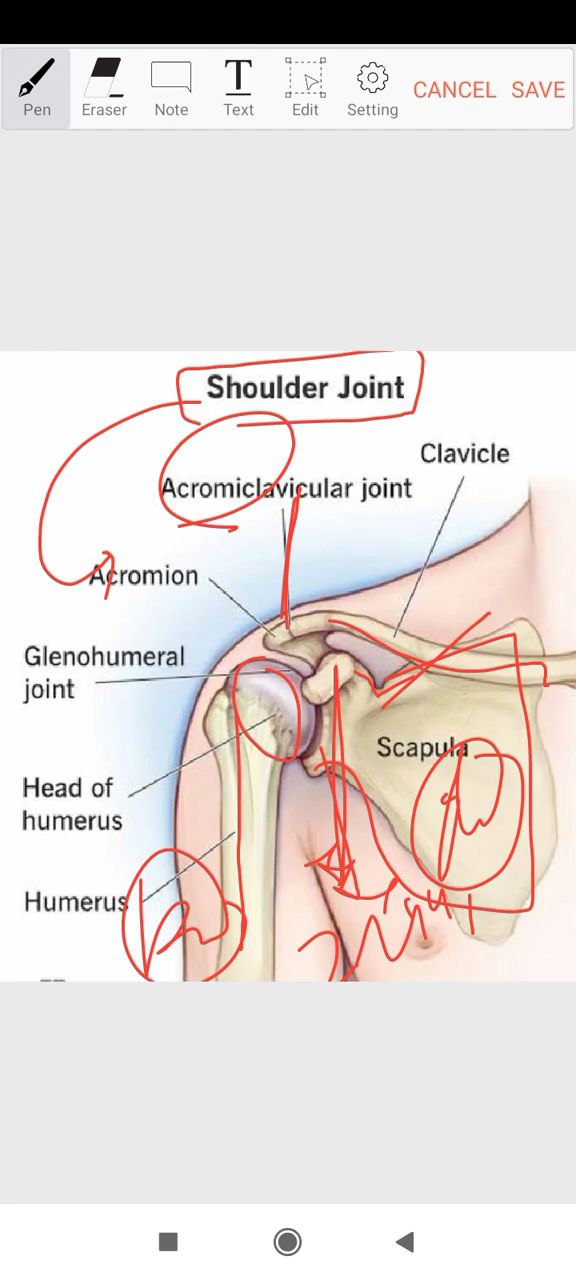 Pen Eraser Note Text Edit Setting CANCEL SAVE
Shoulder Joint
Clavicle
Acromiclavicular joint
Acromion
Glenohumeral
joint
Scapula
Head of
humerus
Humerus